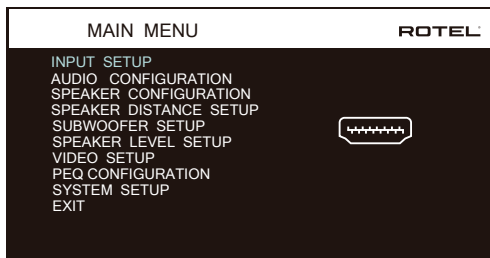 MAIN MENU
ROTEL
INPUT SETUP
AUDIO CONFIGURATION
SPEAKER CONFIGURATION
SPEAKER DISTANCE SETUP
SUBWOOFER SETUP
SPEAKER LEVEL SETUP
VIDEO SETUP
PEQ CONFIGURATION
SYSTEM SETUP
EXIT